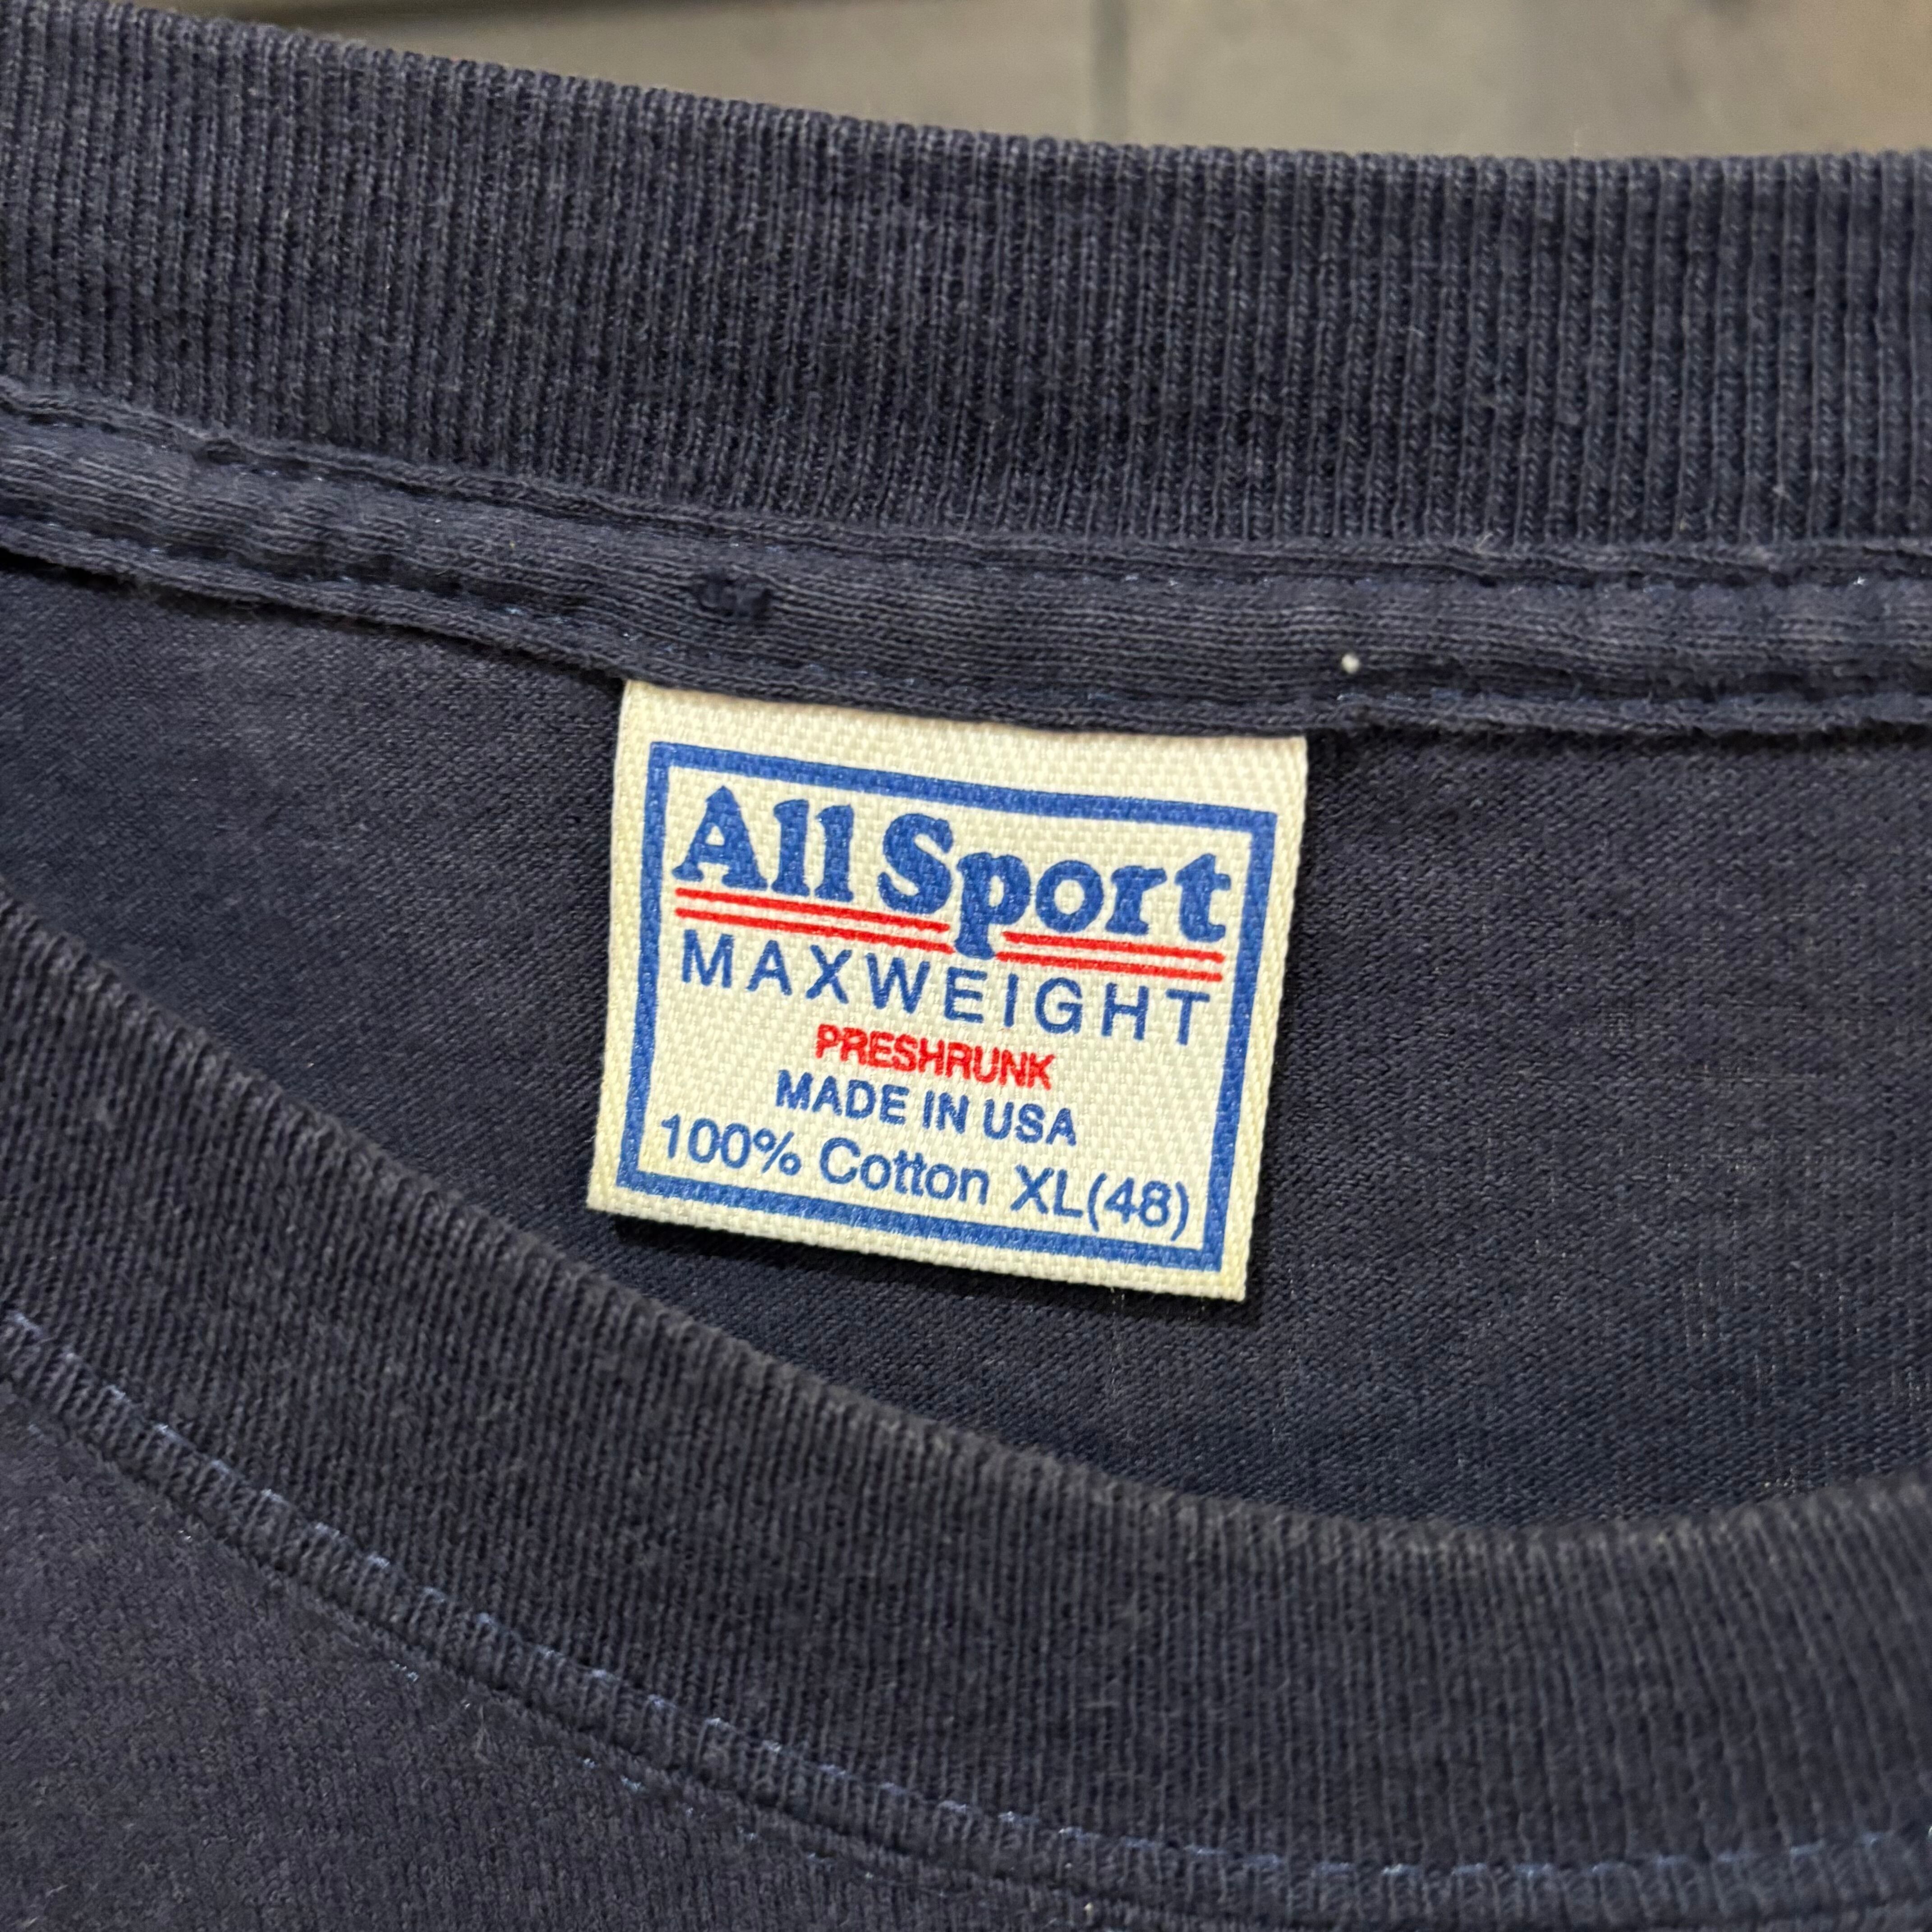 All Sport
MAXWEIGHT
PRESHRUNK
MADE IN USA
100% Cotton XL(48)